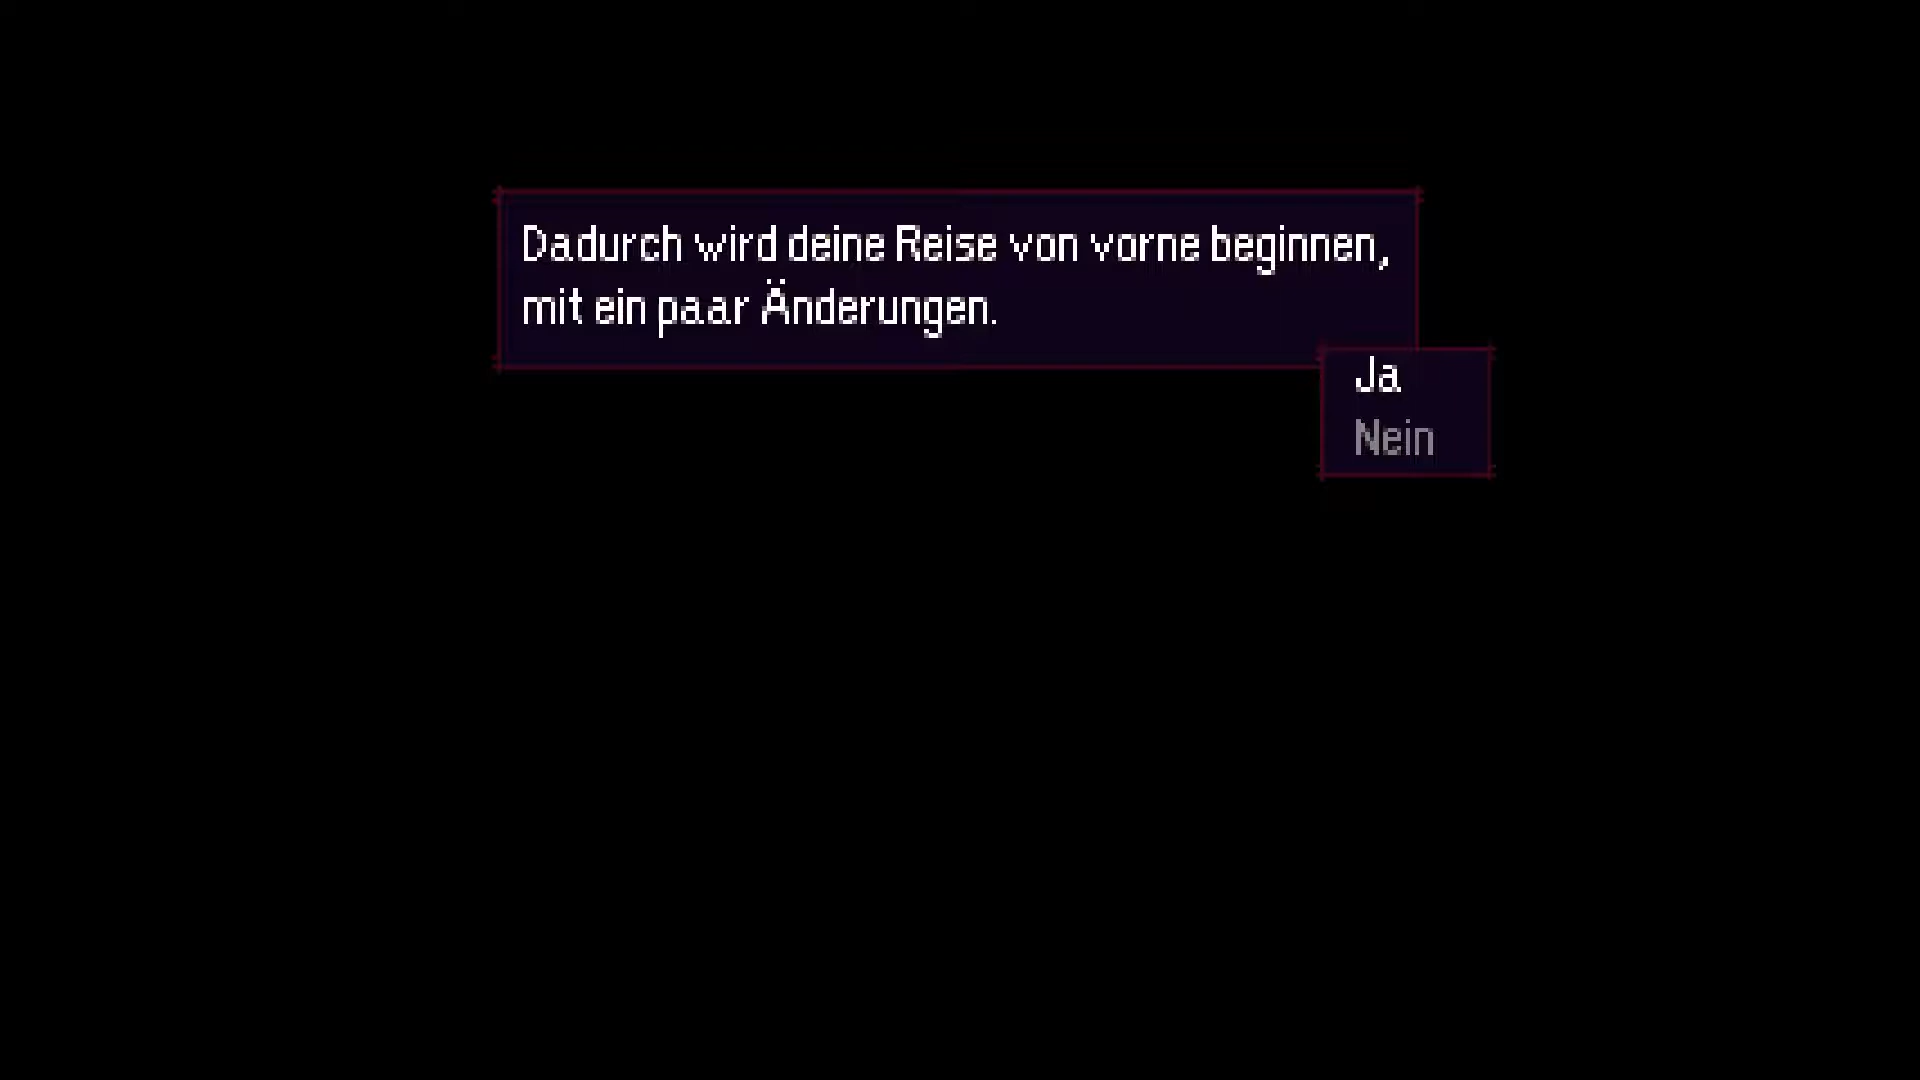 Dadurch wird deine Reise von vorne beginnen,
mit ein paar Änderungen.
Ja
Nein